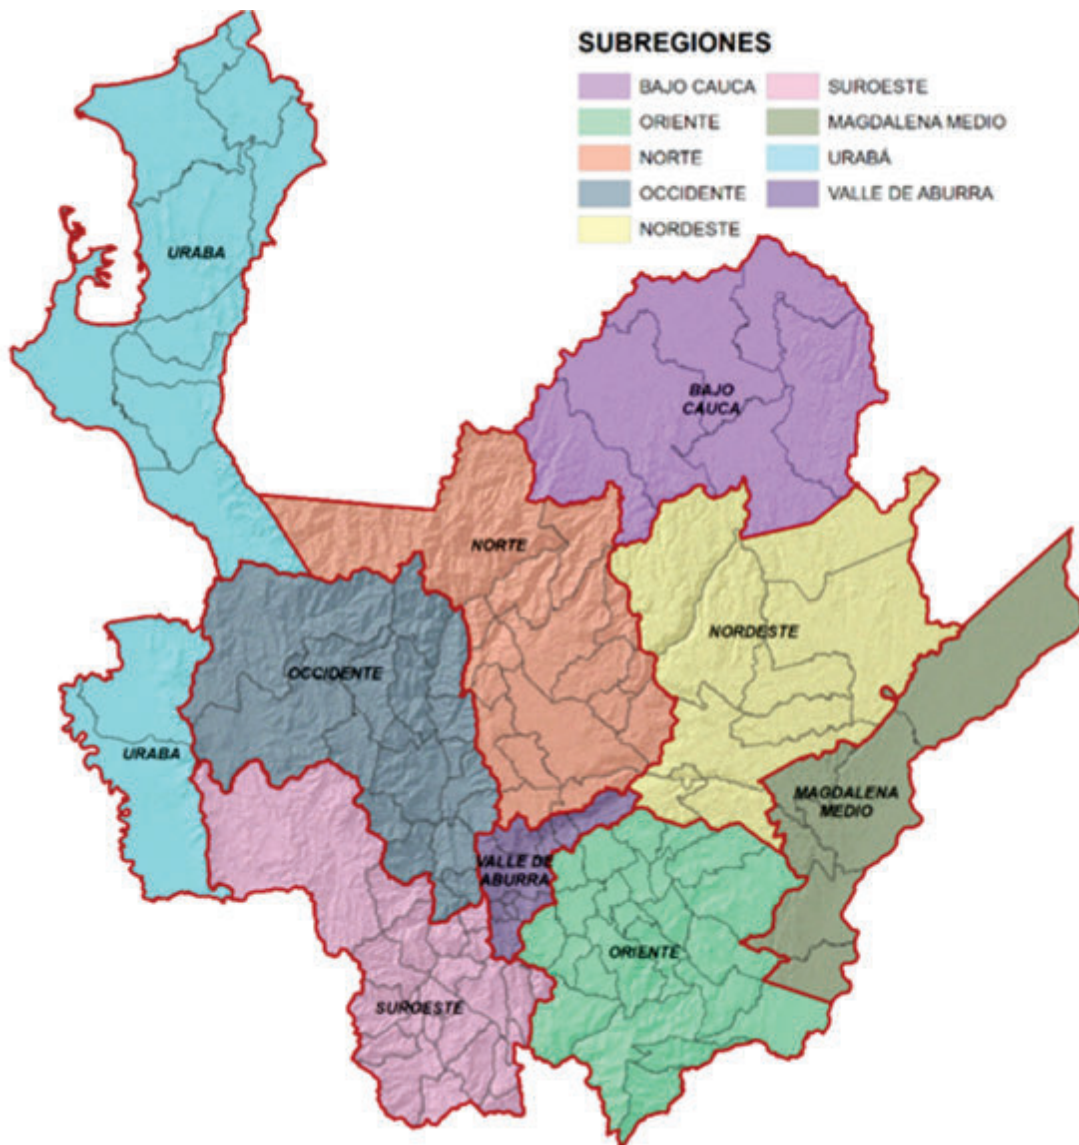 SUBREGIONES
BAJO CAUCA
SUROESTE
ORIENTE
MAGDALENA MEDIO
NORTE
URABÁ
OCCIDENTE
VALLE DE ABURRA
NORDESTE
URABA
BAJO
CAUCA
NORTE
NORDESTE
OCCIDENTE
URABA
MAGDALENA
MEDIO
VALLE DE
ABURRA
ORIENTE
SUROESTE